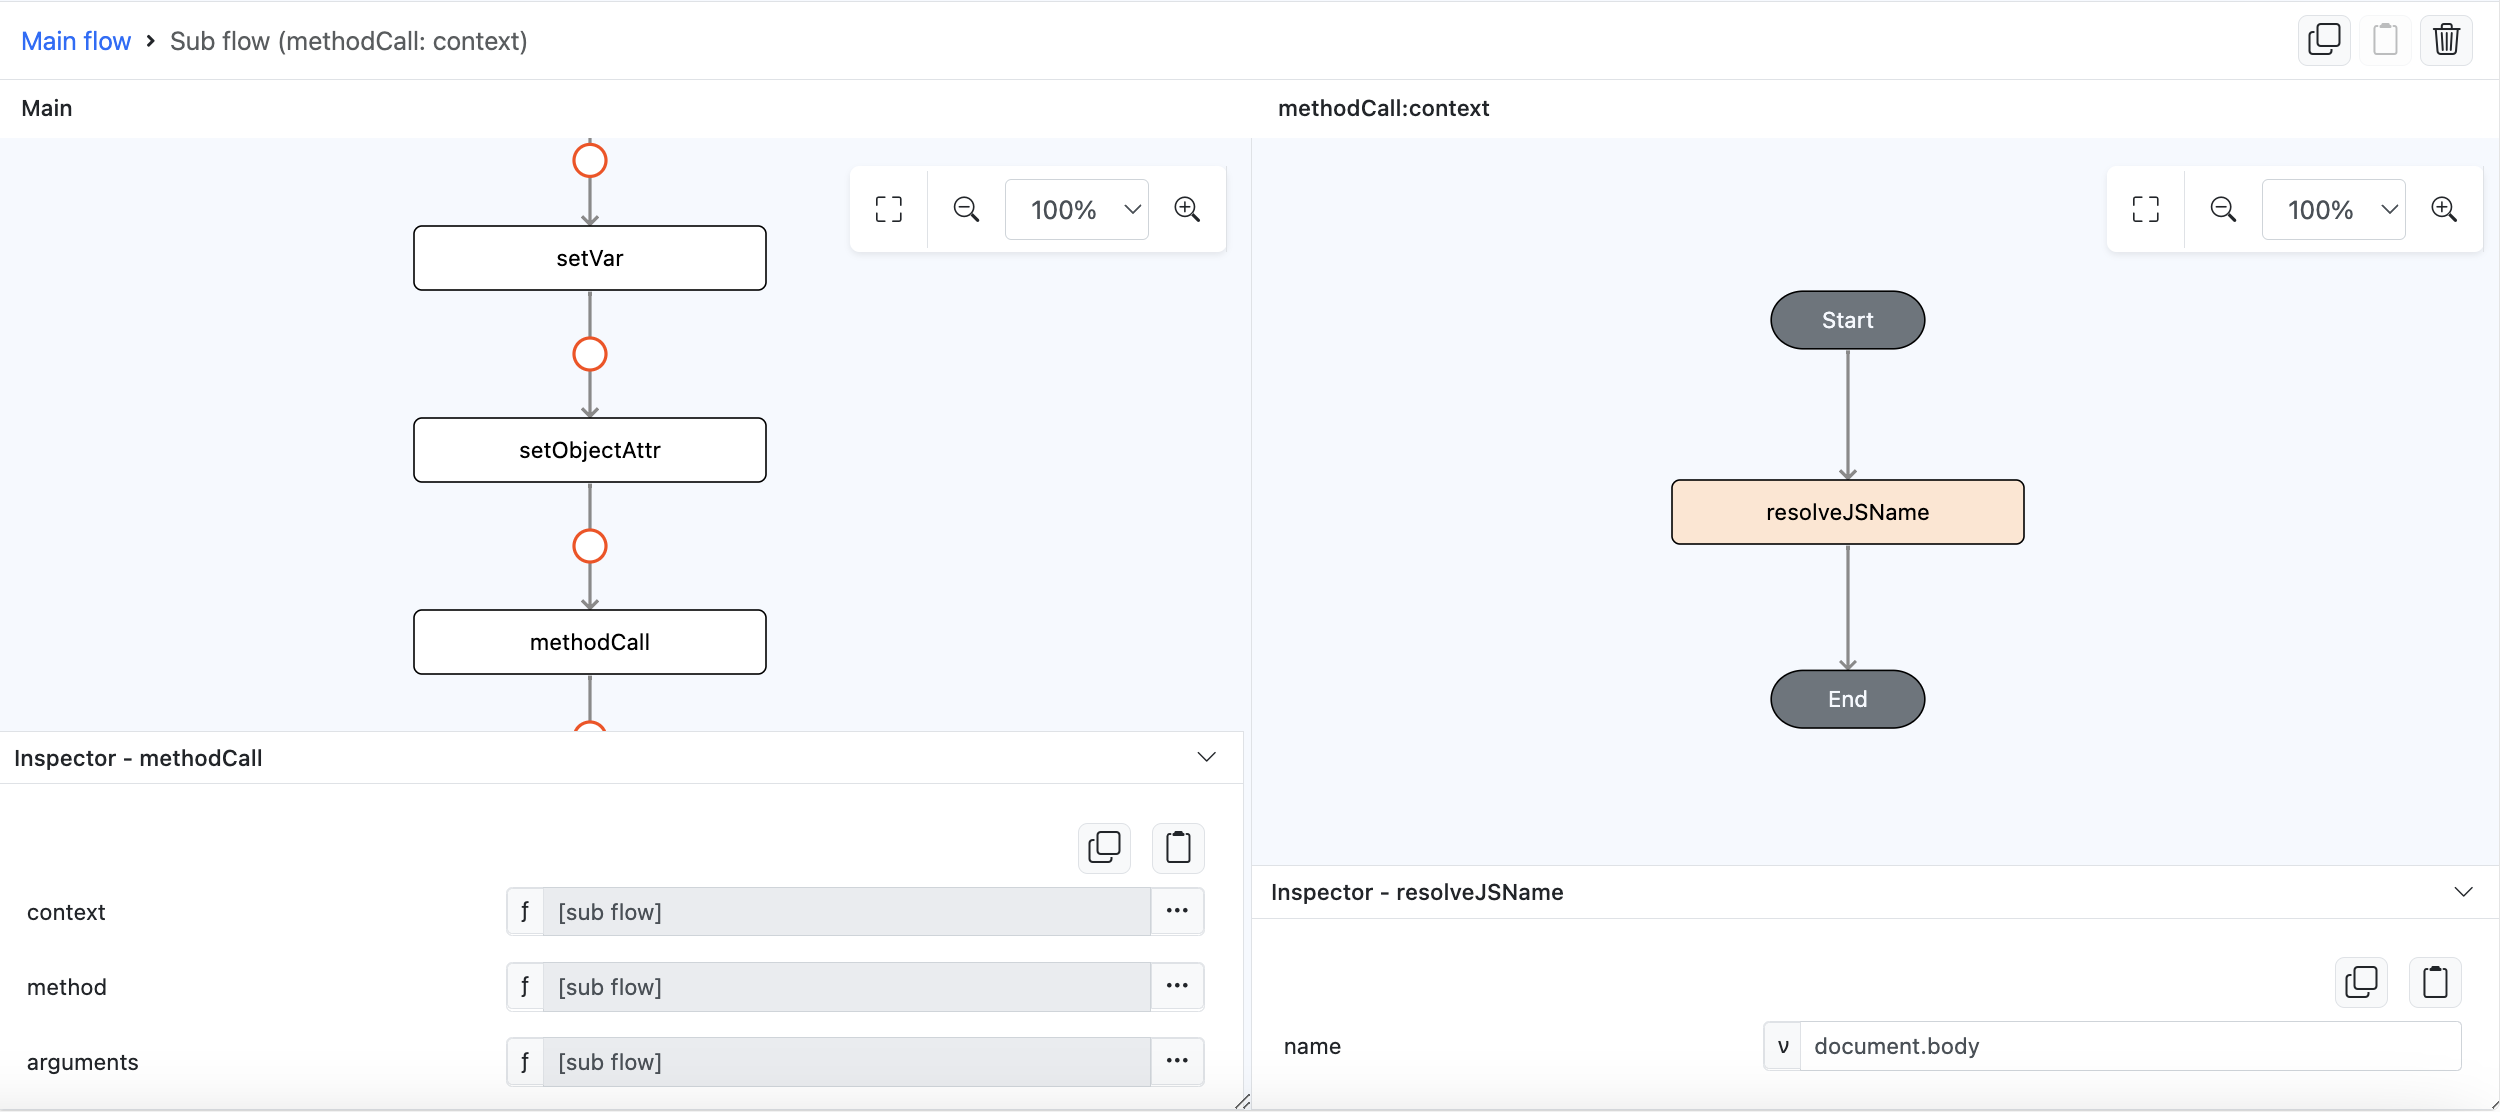 Main flow > Sub flow (methodCall: context)
Main
methodCall:context
100%
setVar
setObjectAttr
methodCall
100%
Start
resolveJSName
End
Inspector - methodCall
context
ƒ [sub flow] ...
method
ƒ [sub flow] ...
arguments
ƒ [sub flow] ...
Inspector - resolveJSName
name
ν document.body